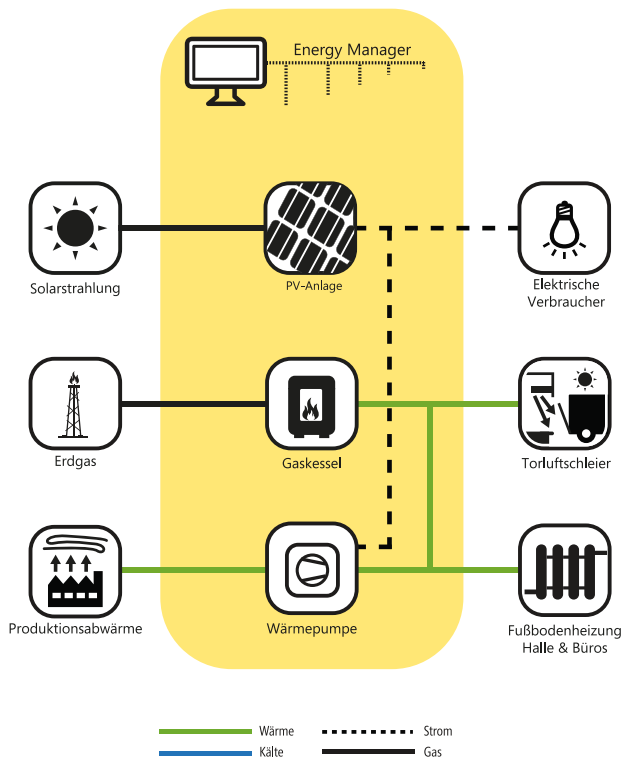 Energy Manager
Solarstrahlung
PV-Anlage
Elektrische
Verbraucher
Erdgas
Gaskessel
Torluftschleier
Produktionsabwärme
Wärmepumpe
Fußbodenheizung
Halle & Büros
Wärme
Strom
Kälte
Gas